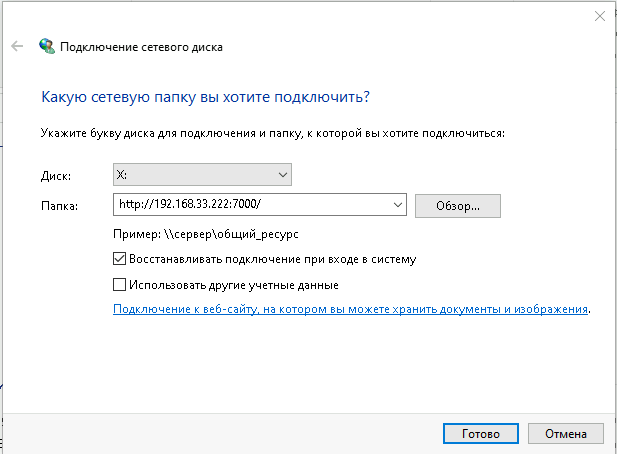 Подключение сетевого диска
Какую сетевую папку вы хотите подключить?
Укажите букву диска для подключения и папку, к которой вы хотите подключиться:
Диск: X:
Папка: http://192.168.33.222:7000/ Обзор...
Пример: \\сервер\общий_ресурс
Восстанавливать подключение при входе в систему
Использовать другие учетные данные
Подключение к веб-сайту, на котором вы можете хранить документы и изображения.
Готово Отмена